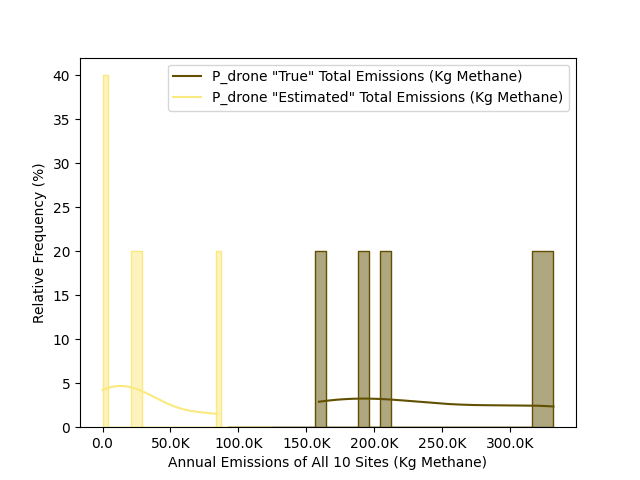 P_drone "True" Total Emissions (Kg Methane)
P_drone "Estimated" Total Emissions (Kg Methane)
Relative Frequency (%)
40
35
30
25
20
15
10
5
0
0.0 50.0K 100.0K 150.0K 200.0K 250.0K 300.0K
Annual Emissions of All 10 Sites (Kg Methane)